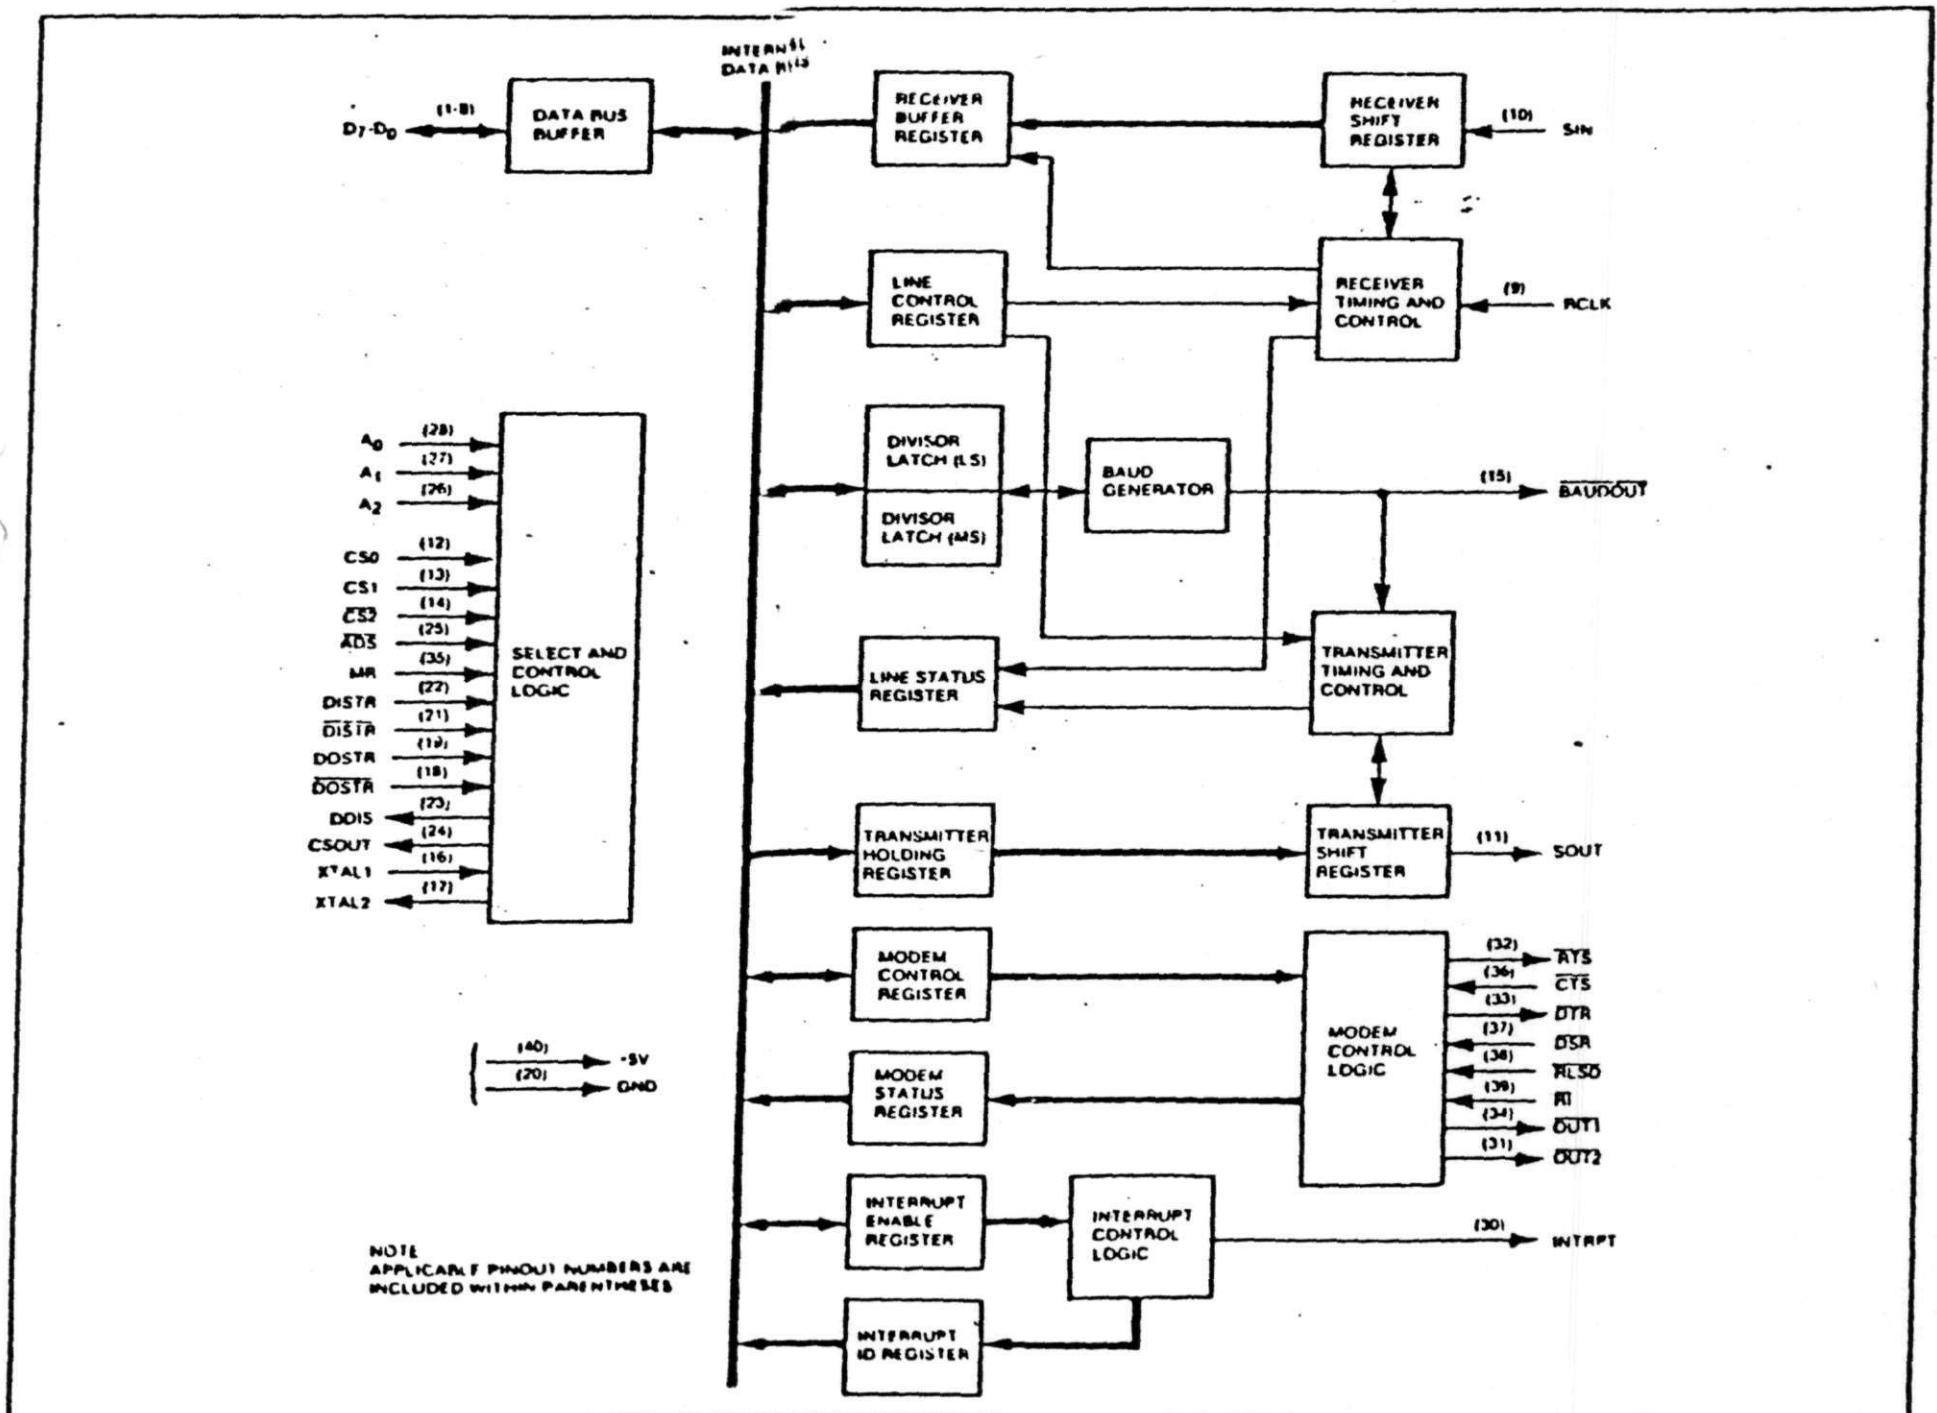 INTERNAL
DATA BUS
D7-D0
(1-8)
DATA BUS
BUFFER
RECEIVER
BUFFER
REGISTER
RECEIVER
SHIFT
REGISTER
(10)
SIN
LINE
CONTROL
REGISTER
RECEIVER
TIMING AND
CONTROL
(9)
RCLK
DIVISOR
LATCH (LS)
DIVISOR
LATCH (MS)
BAUD
GENERATOR
(15)
BAUDOUT
A0
(28)
A1
(27)
A2
(26)
CS0
(12)
CS1
(13)
CS2
(14)
ADS
(25)
MR
(35)
DISTR
(22)
DISTR
(21)
DOSTR
(19)
DOSTR
(18)
DDIS
(23)
CSOUT
(24)
XTAL1
(16)
XTAL2
(17)
SELECT AND
CONTROL
LOGIC
LINE STATUS
REGISTER
TRANSMITTER
TIMING AND
CONTROL
TRANSMITTER
HOLDING
REGISTER
TRANSMITTER
SHIFT
REGISTER
(11)
SOUT
MODEM
CONTROL
REGISTER
MODEM
CONTROL
LOGIC
(32)
RTS
(36)
CTS
(33)
DTR
(37)
DSR
(38)
RLSD
(39)
RI
(34)
OUT1
(31)
OUT2
(40)
-5V
(20)
GND
MODEM
STATUS
REGISTER
INTERRUPT
ENABLE
REGISTER
INTERRUPT
CONTROL
LOGIC
(30)
INTRPT
INTERRUPT
ID REGISTER
NOTE
APPLICABLE PINOUT NUMBERS ARE
INCLUDED WITHIN PARENTHESES